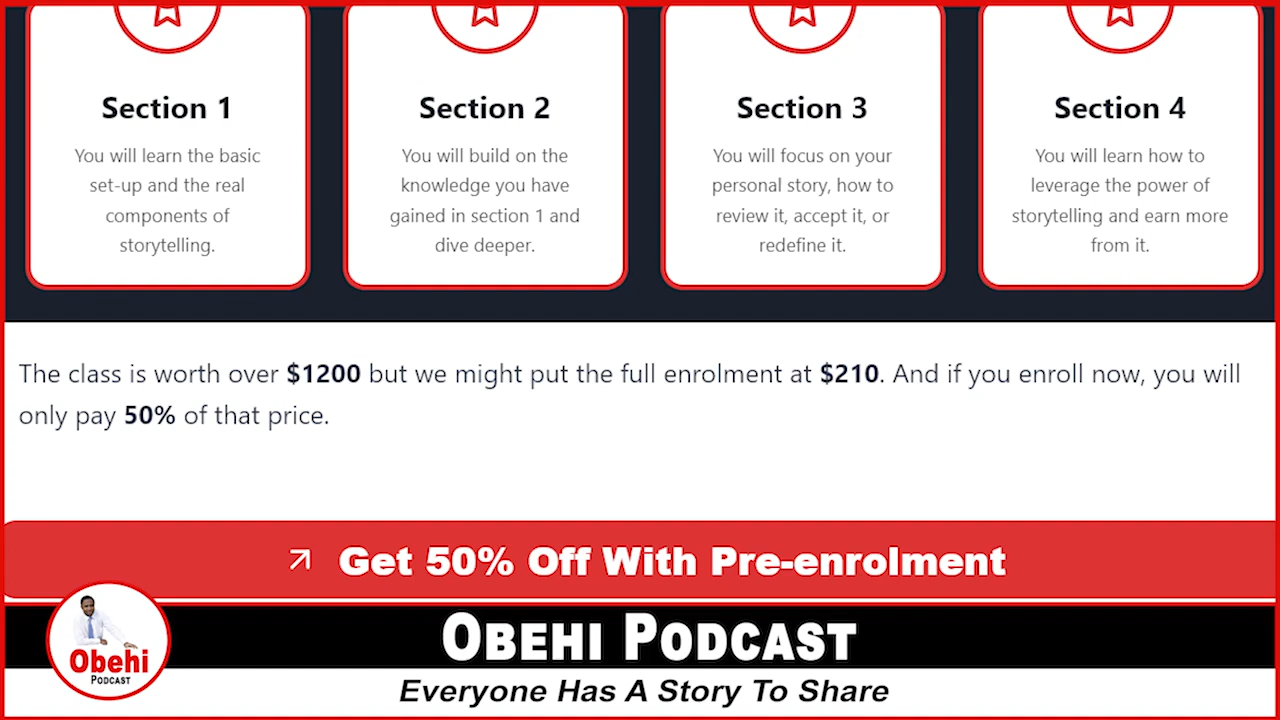 Section 1
You will learn the basic
set-up and the real
components of
storytelling.
Section 2
You will build on the
knowledge you have
gained in section 1 and
dive deeper.
Section 3
You will focus on your
personal story, how to
review it, accept it, or
redefine it.
Section 4
You will learn how to
leverage the power of
storytelling and earn more
from it.
The class is worth over $1200 but we might put the full enrolment at $210. And if you enroll now, you will
only pay 50% of that price.
Get 50% Off With Pre-enrolment
OBEHI PODCAST
Everyone Has A Story To Share
Obehi
PODCAST